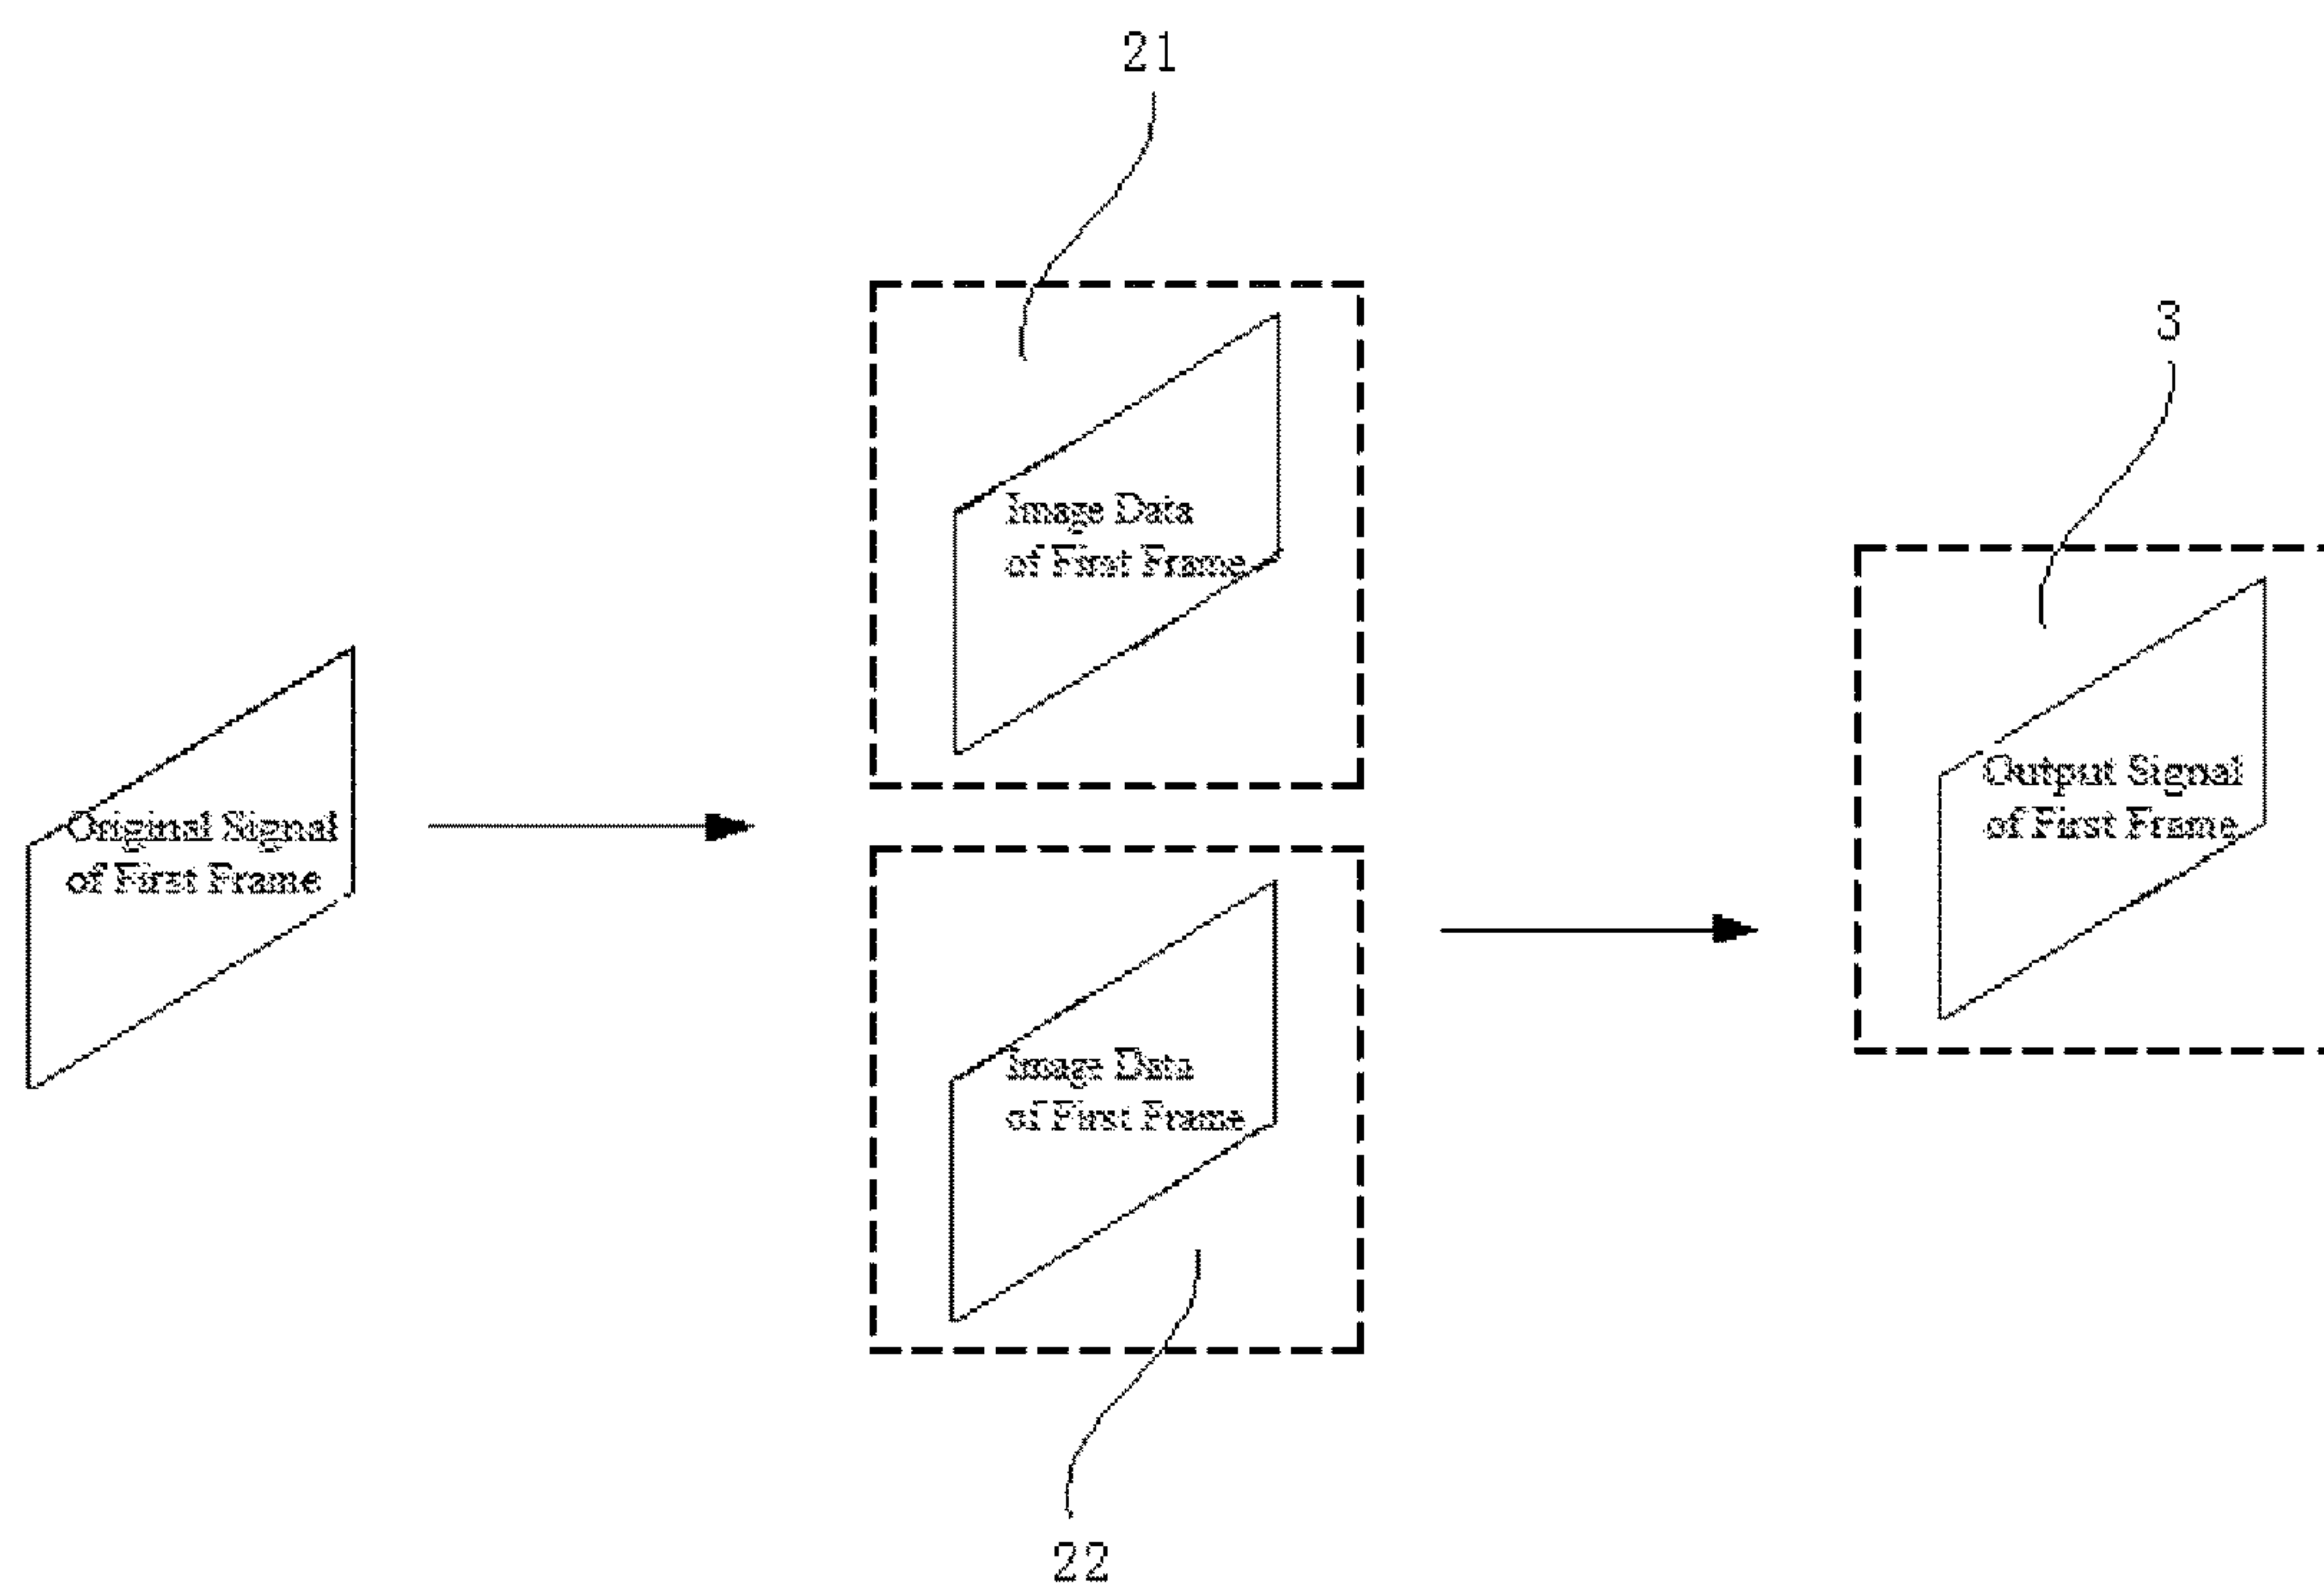 21
3
Image Data
of First Frame
Output Signal
of First Frame
Original Signal
of First Frame
Image Data
of First Frame
22